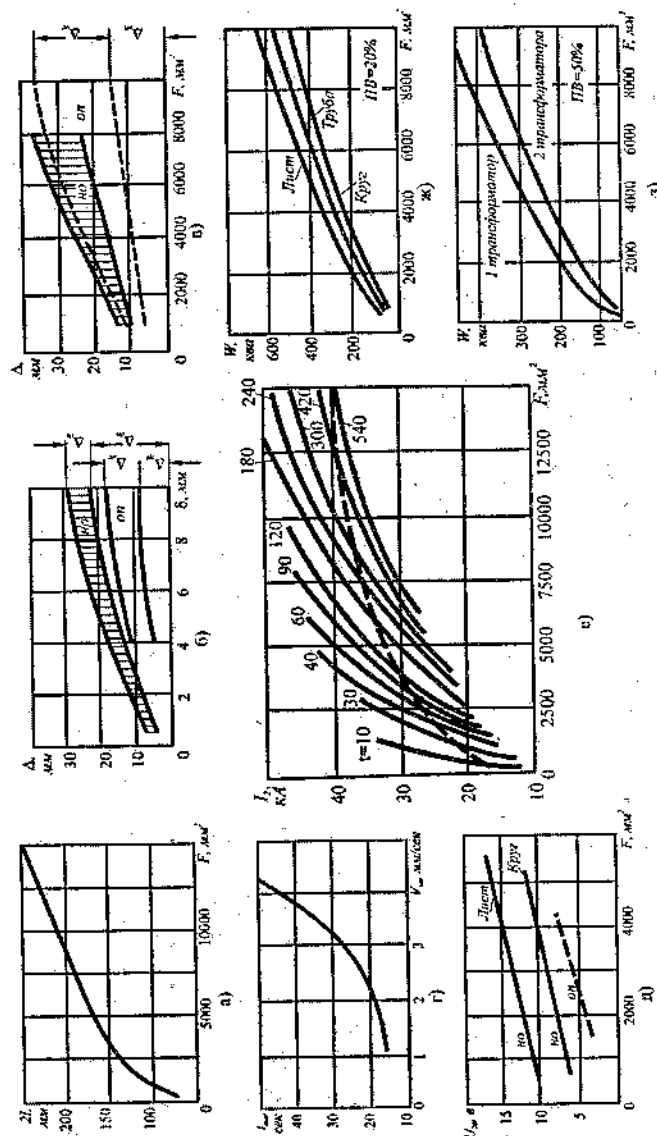 2L, мм
200
150
100
0
5000
10000
F, мм²
а)
Δ, мм
30
20
10
0
2
4
6
8
δ, мм
но
оп
б)
Δ, мм
30
20
10
0
2000
4000
6000
8000
F, мм²
но
оп
в)
сек
40
30
20
10
1
2
3
мм/сек
г)
15
10
5
0
2000
4000
F, мм²
Лист
Круг
но
но
оп
д)
I₂, кА
40
30
20
10
0
2500
5000
7500
10000
12500
F, мм²
t=10
30
40
60
90
120
180
240
420
300
540
е)
W, ква
600
400
200
0
2000
4000
6000
8000
F, мм²
Лист
Труба
Круг
ПВ=20%
ж)
W, ква
300
200
100
0
2000
4000
6000
8000
F, мм²
1 трансформатор
2 трансформатора
ПВ=50%
з)